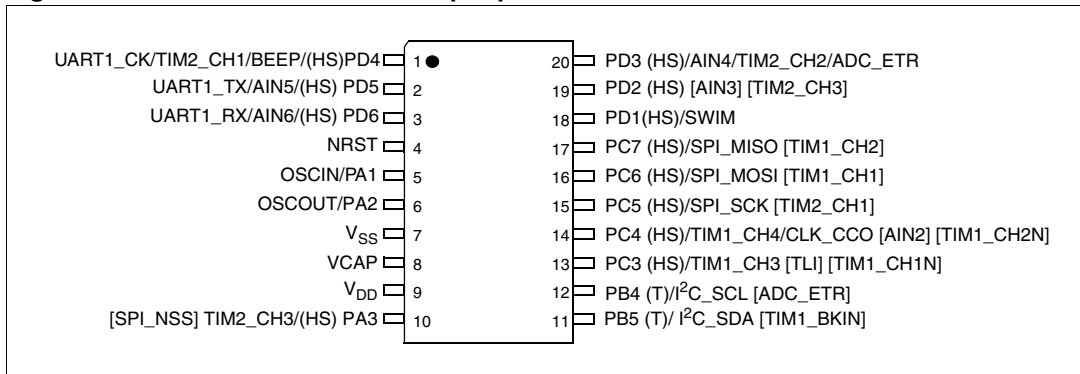 UART1_CK/TIM2_CH1/BEEP/(HS)PD4 1 20 PD3 (HS)/AIN4/TIM2_CH2/ADC_ETR
UART1_TX/AIN5/(HS) PD5 2 19 PD2 (HS) [AIN3] [TIM2_CH3]
UART1_RX/AIN6/(HS) PD6 3 18 PD1(HS)/SWIM
NRST 4 17 PC7 (HS)/SPI_MISO [TIM1_CH2]
OSCIN/PA1 5 16 PC6 (HS)/SPI_MOSI [TIM1_CH1]
OSCOUT/PA2 6 15 PC5 (HS)/SPI_SCK [TIM2_CH1]
VSS 7 14 PC4 (HS)/TIM1_CH4/CLK_CCO [AIN2] [TIM1_CH2N]
VCAP 8 13 PC3 (HS)/TIM1_CH3 [TLI] [TIM1_CH1N]
VDD 9 12 PB4 (T)/I²C_SCL [ADC_ETR]
[SPI_NSS] TIM2_CH3/(HS) PA3 10 11 PB5 (T)/ I²C_SDA [TIM1_BKIN]